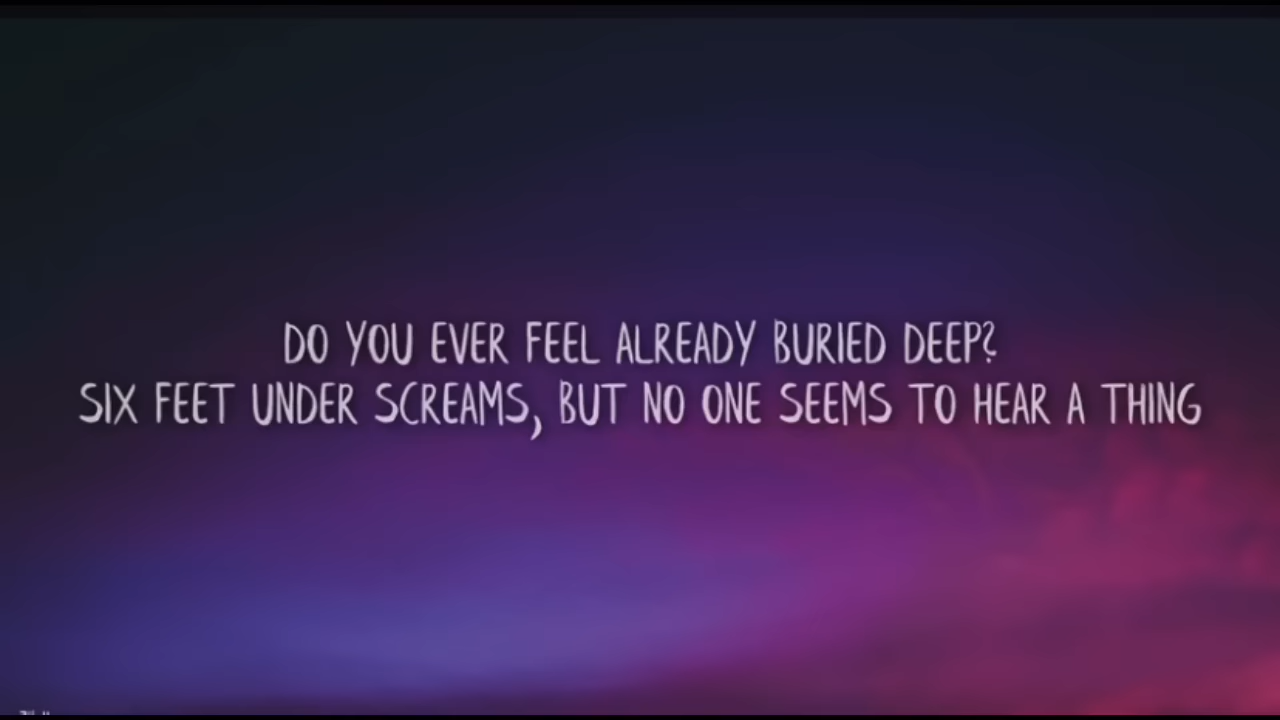 DO YOU EVER FEEL ALREADY BURIED DEEP?
SIX FEET UNDER SCREAMS, BUT NO ONE SEEMS TO HEAR A THING